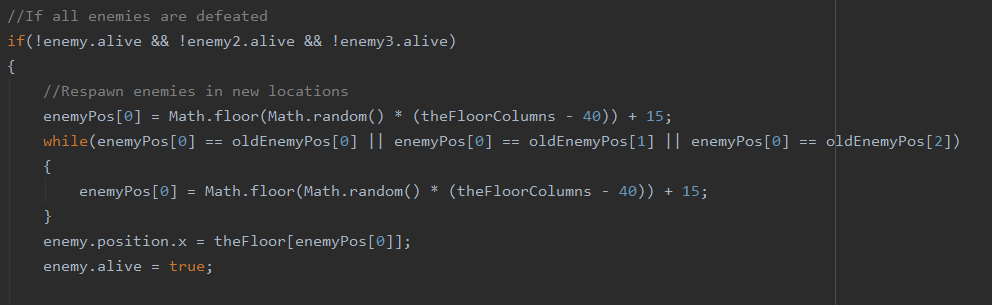 //If all enemies are defeated
if(!enemy.alive && !enemy2.alive && !enemy3.alive)
{
//Respawn enemies in new locations
enemyPos[0] = Math.floor(Math.random() * (theFloorColumns - 40)) + 15;
while(enemyPos[0] == oldEnemyPos[0] || enemyPos[0] == oldEnemyPos[1] || enemyPos[0] == oldEnemyPos[2])
{
enemyPos[0] = Math.floor(Math.random() * (theFloorColumns - 40)) + 15;
}
enemy.position.x = theFloor[enemyPos[0]];
enemy.alive = true;